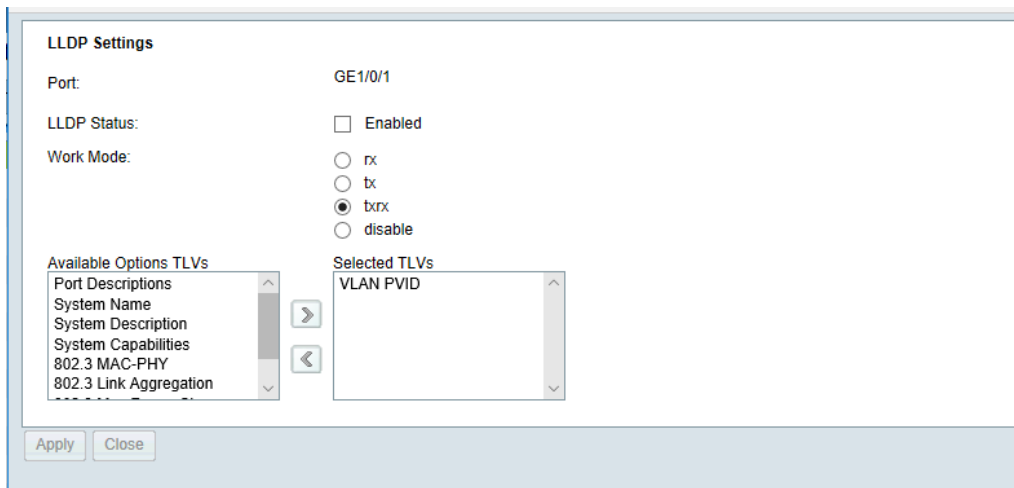 LLDP Settings
Port: GE1/0/1
LLDP Status: Enabled
Work Mode: rx
tx
txrx
disable
Available Options TLVs
Port Descriptions
System Name
System Description
System Capabilities
802.3 MAC-PHY
802.3 Link Aggregation
Selected TLVs
VLAN PVID
Apply Close